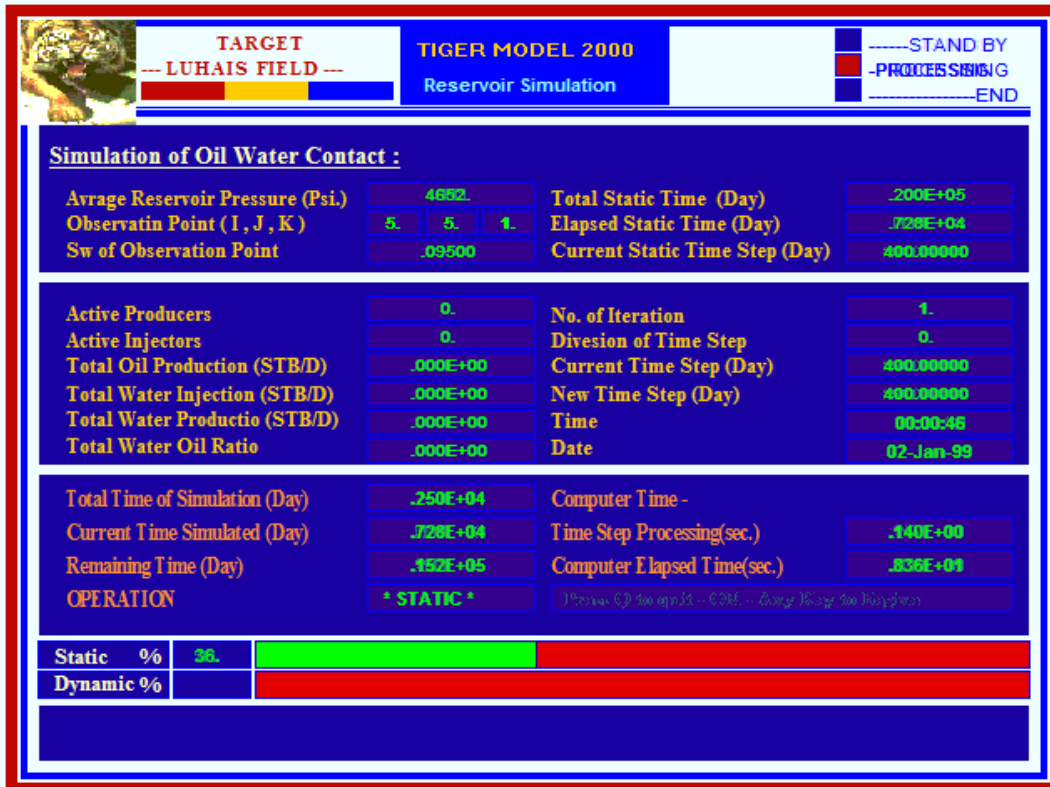 TARGET
--- LUHAIS FIELD ---
TIGER MODEL 2000
Reservoir Simulation
------STAND BY
-PROCESSING
----------------END
Simulation of Oil Water Contact :
Avrage Reservoir Pressure (Psi.) 4652.
Observatin Point ( I , J , K ) 5. 5. 1.
Sw of Observation Point .09500
Total Static Time (Day) .200E+05
Elapsed Static Time (Day) .728E+04
Current Static Time Step (Day) 400.00000
Active Producers 0.
Active Injectors 0.
Total Oil Production (STB/D) .000E+00
Total Water Injection (STB/D) .000E+00
Total Water Productio (STB/D) .000E+00
Total Water Oil Ratio .000E+00
No. of Iteration 1.
Divesion of Time Step 0.
Current Time Step (Day) 400.00000
New Time Step (Day) 400.00000
Time 00:00:46
Date 02-Jan-99
Total Time of Simulation (Day) .250E+04
Current Time Simulated (Day) .728E+04
Remaining Time (Day) .152E+05
OPERATION * STATIC *
Computer Time -
Time Step Processing(sec.) .140E+00
Computer Elapsed Time(sec.) .836E+01
Static % 36.
Dynamic %